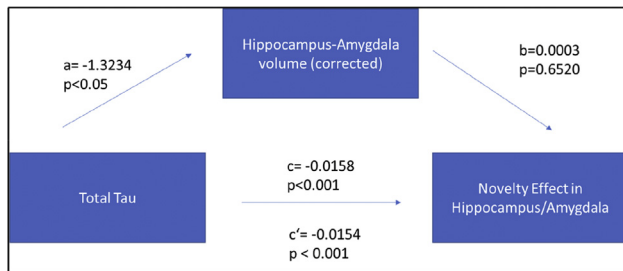 Hippocampus-Amygdala
volume (corrected)
a= -1.3234
p<0.05
b=0.0003
p=0.6520
Total Tau
c= -0.0158
p<0.001
c‘= -0.0154
p < 0.001
Novelty Effect in
Hippocampus/Amygdala